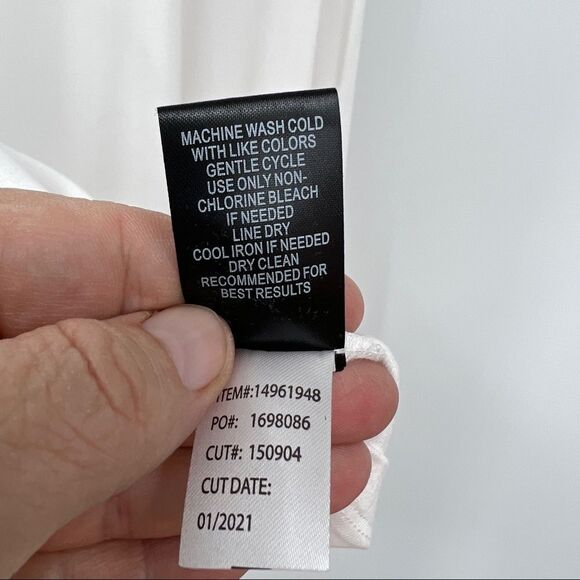 MACHINE WASH COLD
WITH LIKE COLORS
GENTLE CYCLE
USE ONLY NON-
CHLORINE BLEACH
IF NEEDED
LINE DRY
COOL IRON IF NEEDED
DRY CLEAN
RECOMMENDED FOR
BEST RESULTS
ITEM#:14961948
PO#: 1698086
CUT#: 150904
CUT DATE:
01/2021